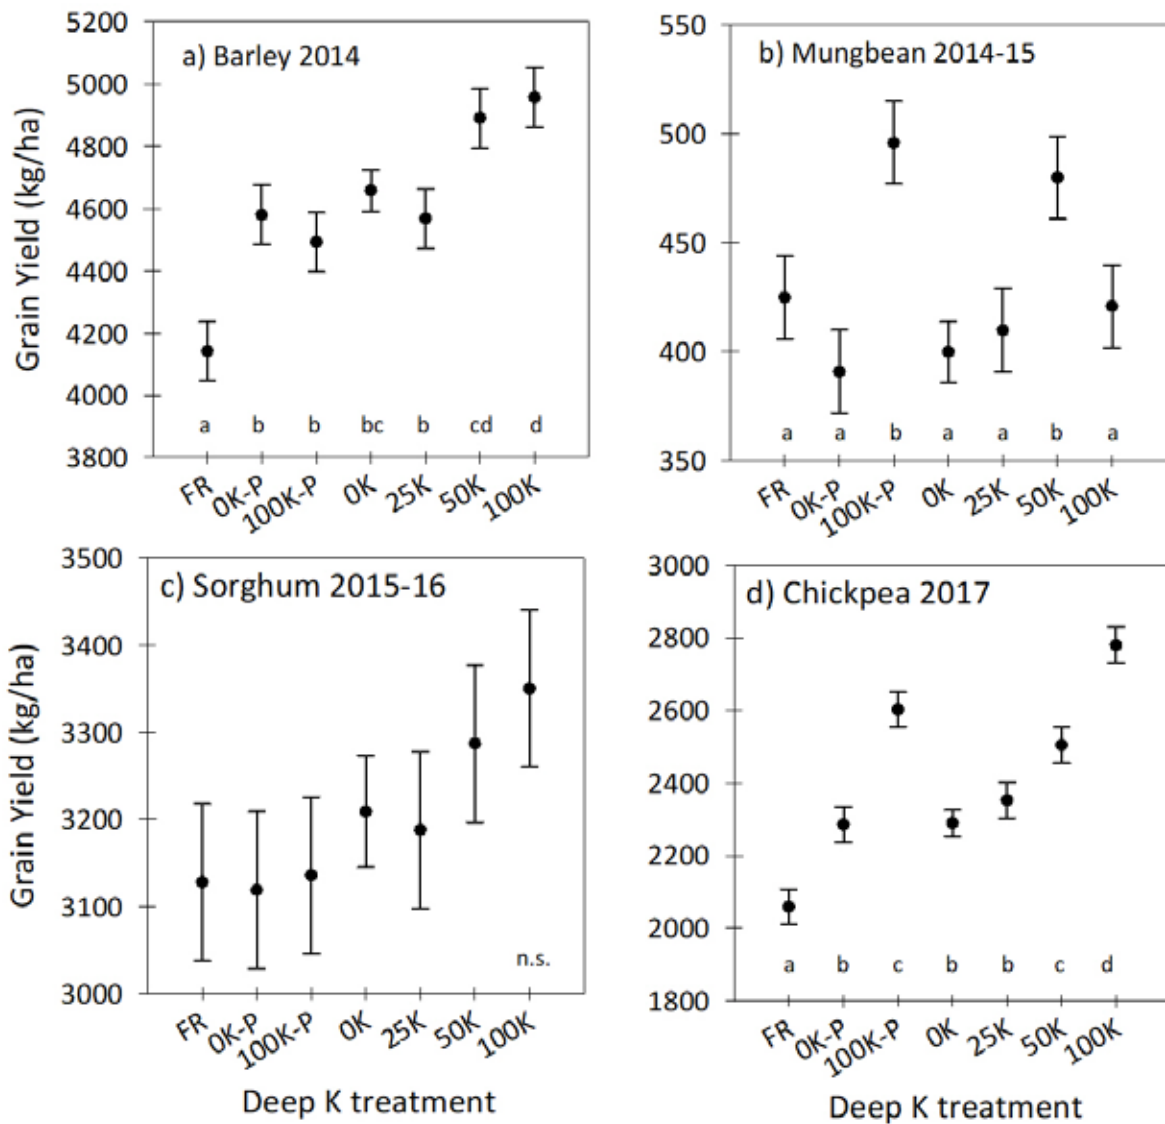 a) Barley 2014
Grain Yield (kg/ha)
5200
5000
4800
4600
4400
4200
4000
3800
a b b bc b cd d
FR 0K-P 100K-P 0K 25K 50K 100K
b) Mungbean 2014-15
550
500
450
400
350
a a b a a b a
FR 0K-P 100K-P 0K 25K 50K 100K
c) Sorghum 2015-16
Grain Yield (kg/ha)
3500
3400
3300
3200
3100
3000
n.s.
FR 0K-P 100K-P 0K 25K 50K 100K
Deep K treatment
d) Chickpea 2017
3000
2800
2600
2400
2200
2000
1800
a b c b b c d
FR 0K-P 100K-P 0K 25K 50K 100K
Deep K treatment